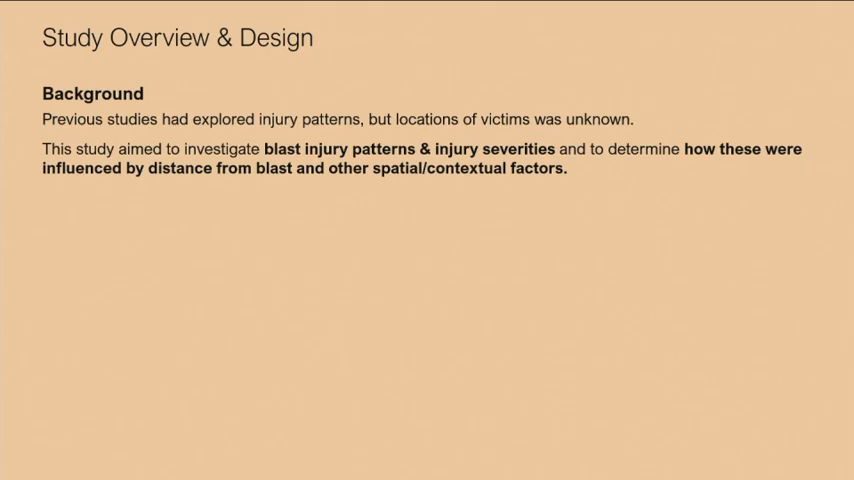 Study Overview & Design
Background
Previous studies had explored injury patterns, but locations of victims was unknown.
This study aimed to investigate blast injury patterns & injury severities and to determine how these were
influenced by distance from blast and other spatial/contextual factors.